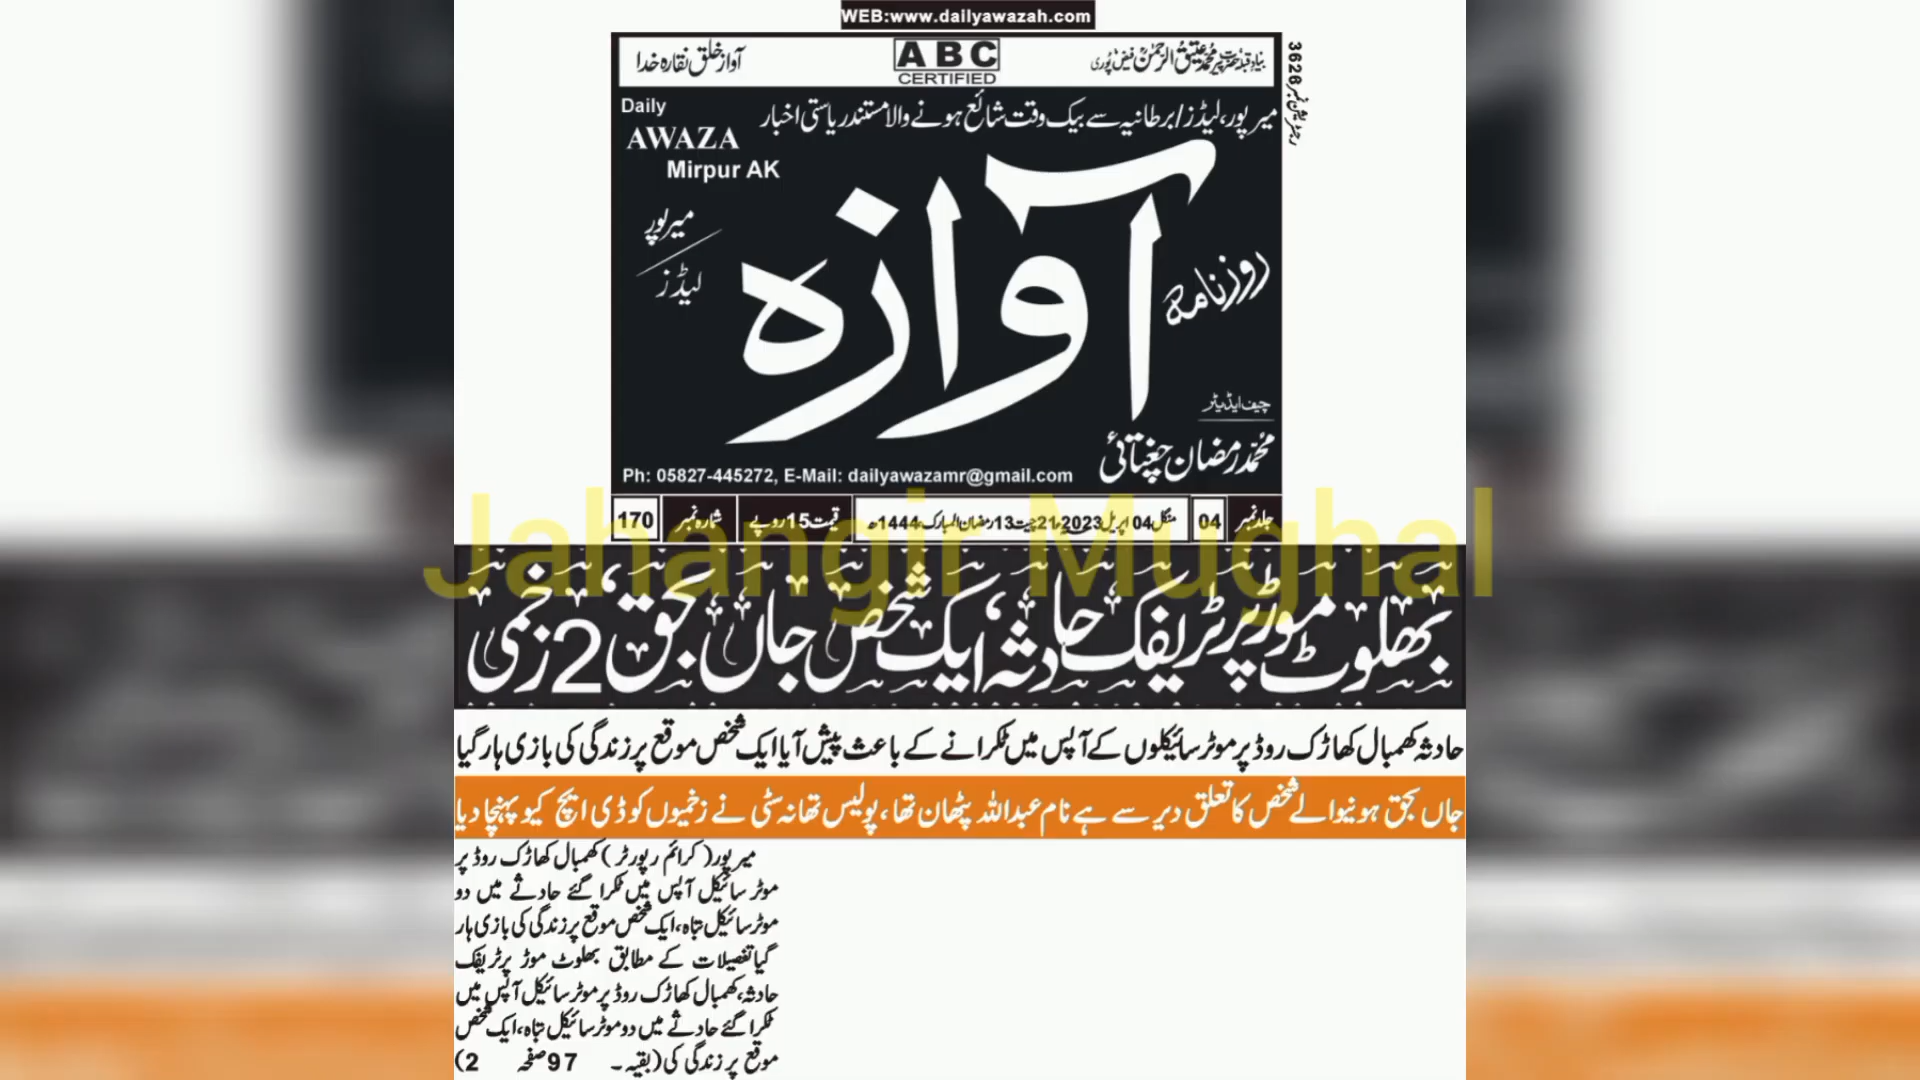 WEB:www.dailyawazah.com
آواز خلق نقارہ خدا
ABC
CERTIFIED
رجسٹریشن نمبر 3626
Daily
AWAZA
Mirpur AK
میرپور، لیڈز/برطانیہ سے بیک وقت شائع ہونے والا مستند ریاستی اخبار
میرپور
لیڈز
روزنامہ
آوازہ
چیف ایڈیٹر
محمد رمضان چغتائی
Ph: 05827-445272, E-Mail: dailyawazamr@gmail.com
جلد نمبر 04 منگل 04 اپریل 2023ء 21 چیت 13 رمضان المبارک، 1444ھ قیمت 15 روپے شمارہ نمبر 170
Jahangir Mughal
بھلوٹ موڑ پر ٹریفک حادثہ، ایک شخص جاں بحق، 2 زخمی
حادثہ کھمبال کھاڑک روڈ پر موٹر سائیکلوں کے آپس میں ٹکرانے کے باعث پیش آیا ایک شخص موقع پر زندگی کی بازی ہار گیا
جاں بحق ہونیوالے شخص کا تعلق دیر سے ہے نام عبداللہ پٹھان تھا، پولیس تھانہ سٹی نے زخمیوں کو ڈی ایچ کیو پہنچا دیا
میرپور (کرائم رپورٹر) کھمبال کھاڑک روڈ پر
موٹر سائیکل آپس میں ٹکرا گئے حادثے میں دو
موٹر سائیکل تباہ، ایک شخص موقع پر زندگی کی بازی ہار
گیا تفصیلات کے مطابق بھلوٹ موڑ پر ٹریفک
حادثہ، کھمبال کھاڑک روڈ پر موٹر سائیکل آپس میں
ٹکرا گئے حادثے میں دو موٹر سائیکل تباہ، ایک شخص
موقع پر زندگی کی (بقیہ۔ 97 صفحہ 2)